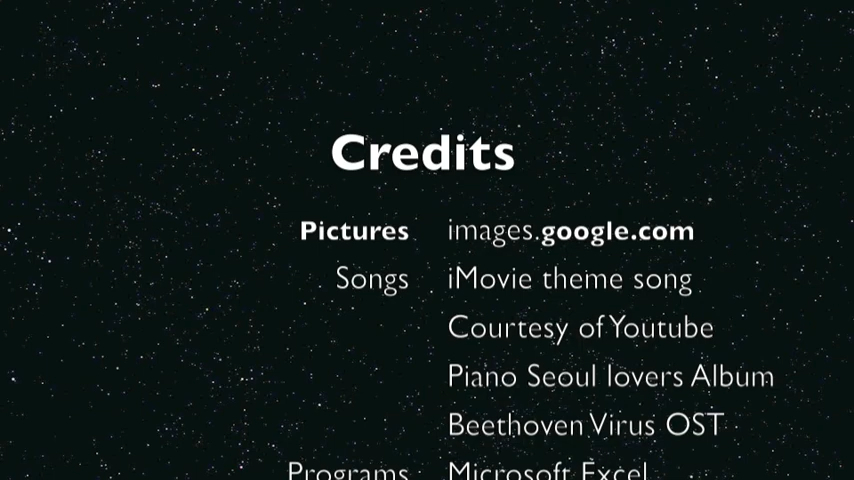 Credits
Pictures images.google.com
Songs iMovie theme song
Courtesy of Youtube
Piano Seoul lovers Album
Beethoven Virus OST
Programs Microsoft Excel